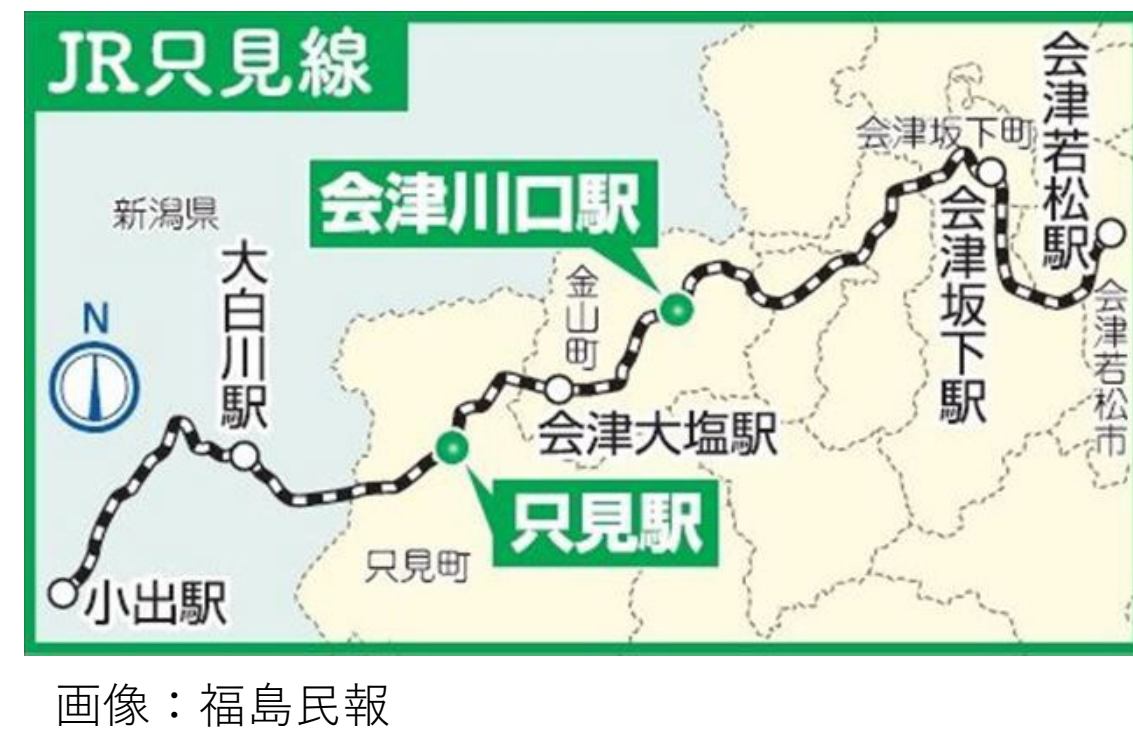 JR只見線
会津若松駅
会津坂下町
会津川口駅
新潟県
会津坂下駅
大白川駅
金山町
会津若松市
N
会津大塩駅
只見駅
只見町
小出駅
画像：福島民報